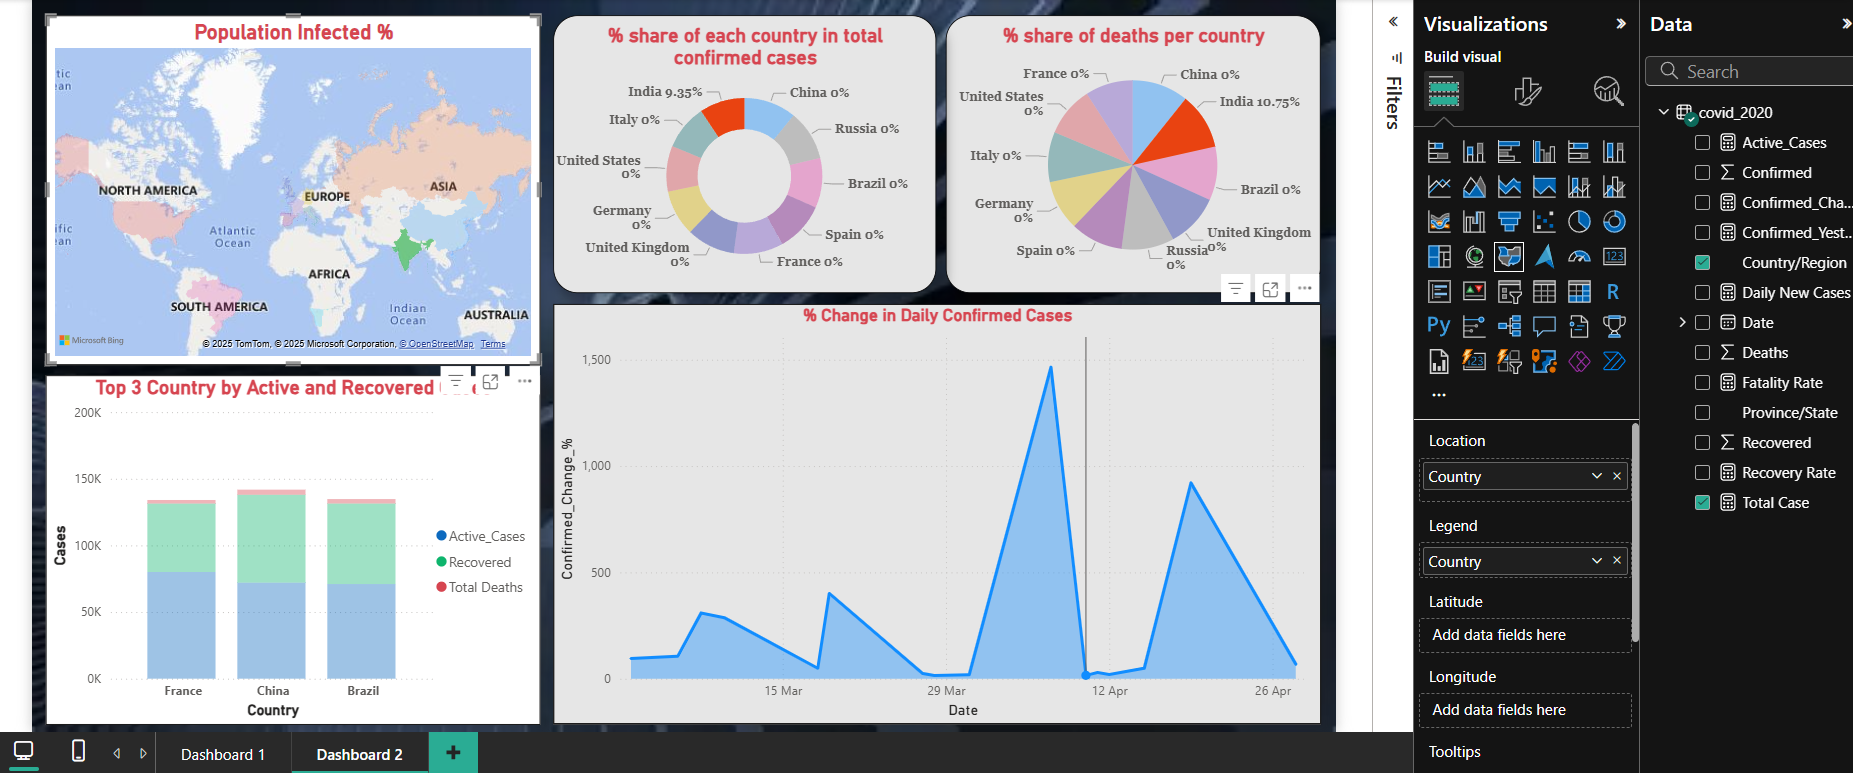 Population Infected %
tic
an
NORTH AMERICA
EUROPE
ASIA
ific
an
Atlantic
Ocean
AFRICA
SOUTH AMERICA
Indian
Ocean
AUSTRALIA
Microsoft Bing
© 2025 TomTom, © 2025 Microsoft Corporation, © OpenStreetMap Terms
% share of each country in total
confirmed cases
India 9.35%
China 0%
Italy 0%
Russia 0%
United States
0%
Brazil 0%
Germany
0%
Spain 0%
United Kingdom
0%
France 0%
% share of deaths per country
France 0%
China 0%
United States
0%
India 10.75%
Italy 0%
Brazil 0%
Germany
0%
United Kingdom
0%
Spain 0%
Russia
0%
Top 3 Country by Active and Recovered
200K
150K
100K
50K
0K
Cases
France
China
Brazil
Country
Active_Cases
Recovered
Total Deaths
% Change in Daily Confirmed Cases
Confirmed_Change_%
1,500
1,000
500
0
15 Mar
29 Mar
12 Apr
26 Apr
Date
Filters
Visualizations
Build visual
123
R
Py
123
Location
Country
Legend
Country
Latitude
Add data fields here
Longitude
Add data fields here
Tooltips
Data
Search
covid_2020
Active_Cases
Confirmed
Confirmed_Cha...
Confirmed_Yest...
Country/Region
Daily New Cases
Date
Deaths
Fatality Rate
Province/State
Recovered
Recovery Rate
Total Case
Dashboard 1
Dashboard 2
+